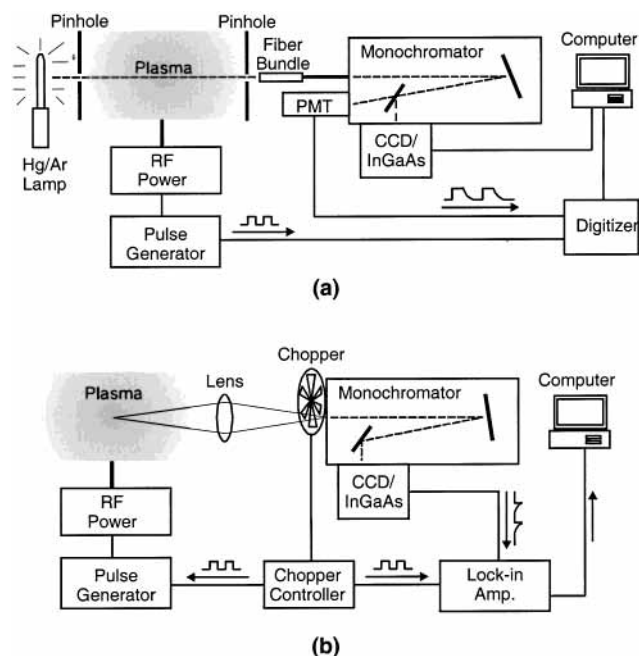 Pinhole
Pinhole
Plasma
Fiber
Bundle
Monochromator
Computer
PMT
CCD/
InGaAs
Hg/Ar
Lamp
RF
Power
Pulse
Generator
Digitizer
(a)
Chopper
Plasma
Lens
Monochromator
Computer
CCD/
InGaAs
RF
Power
Pulse
Generator
Chopper
Controller
Lock-in
Amp.
(b)